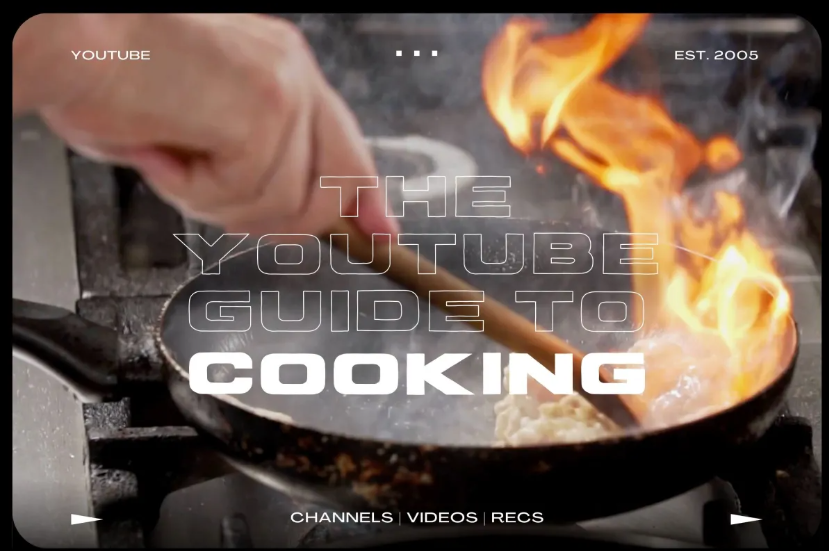 YOUTUBE
EST. 2005
THE
YOUTUBE
GUIDE TO
COOKING
CHANNELS | VIDEOS | RECS